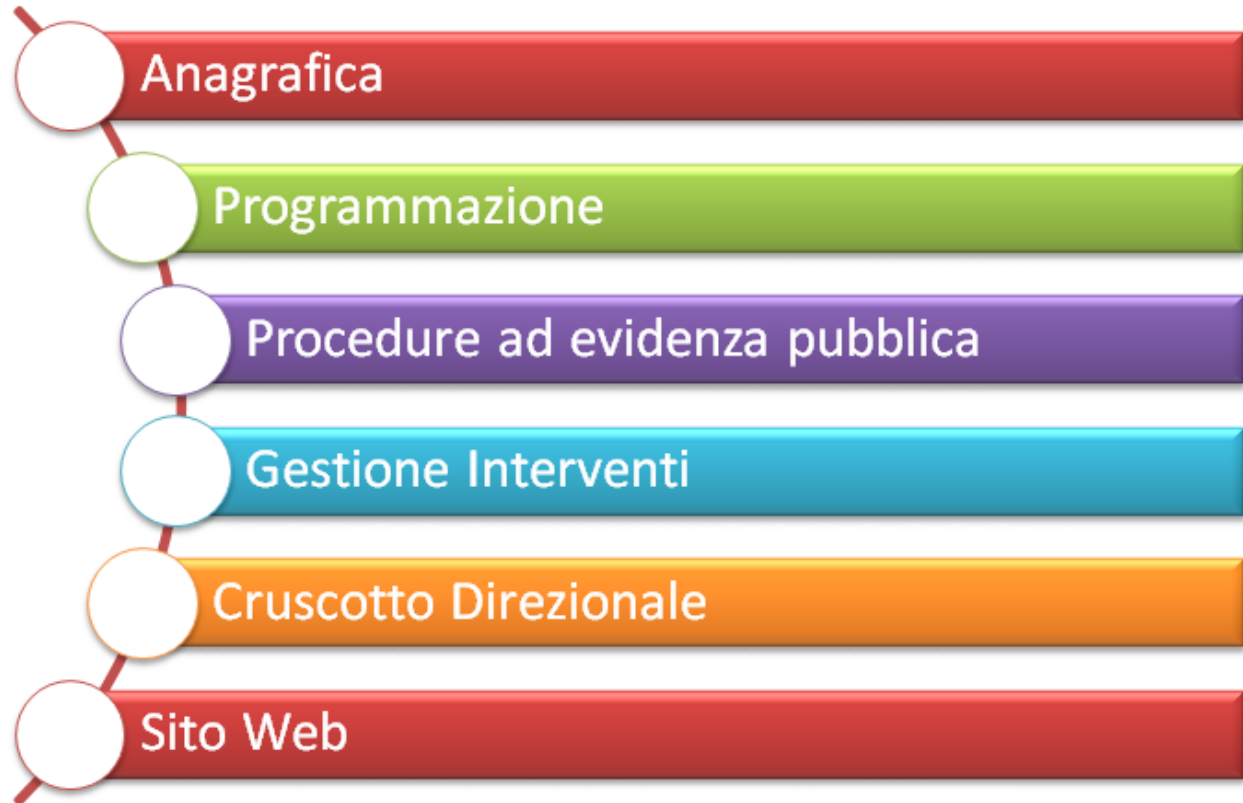 Anagrafica
Programmazione
Procedure ad evidenza pubblica
Gestione Interventi
Cruscotto Direzionale
Sito Web